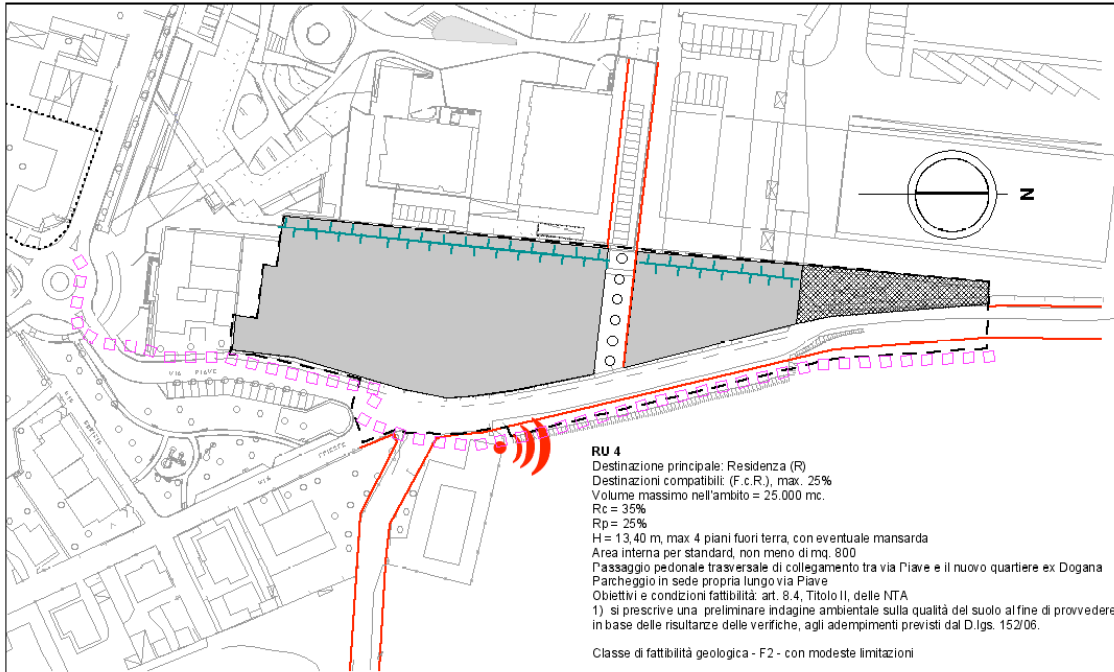 N
VIA PIAVE
VIA
EGITTO
VIA TRIESTE
RU 4
Destinazione principale: Residenza (R)
Destinazioni compatibili: (F.c.R.), max. 25%
Volume massimo nell'ambito = 25.000 mc.
Rc = 35%
Rp = 25%
H = 13,40 m, max 4 piani fuori terra, con eventuale mansarda
Area interna per standard, non meno di mq. 800
Passaggio pedonale trasversale di collegamento tra via Piave e il nuovo quartiere ex Dogana
Parcheggio in sede propria lungo via Piave
Obiettivi e condizioni fattibilità: art. 8.4, Titolo II, delle NTA
1) si prescrive una preliminare indagine ambientale sulla qualità del suolo al fine di provvedere
in base delle risultanze delle verifiche, agli adempimenti previsti dal D.lgs. 152/06.
Classe di fattibilità geologica - F2 - con modeste limitazioni